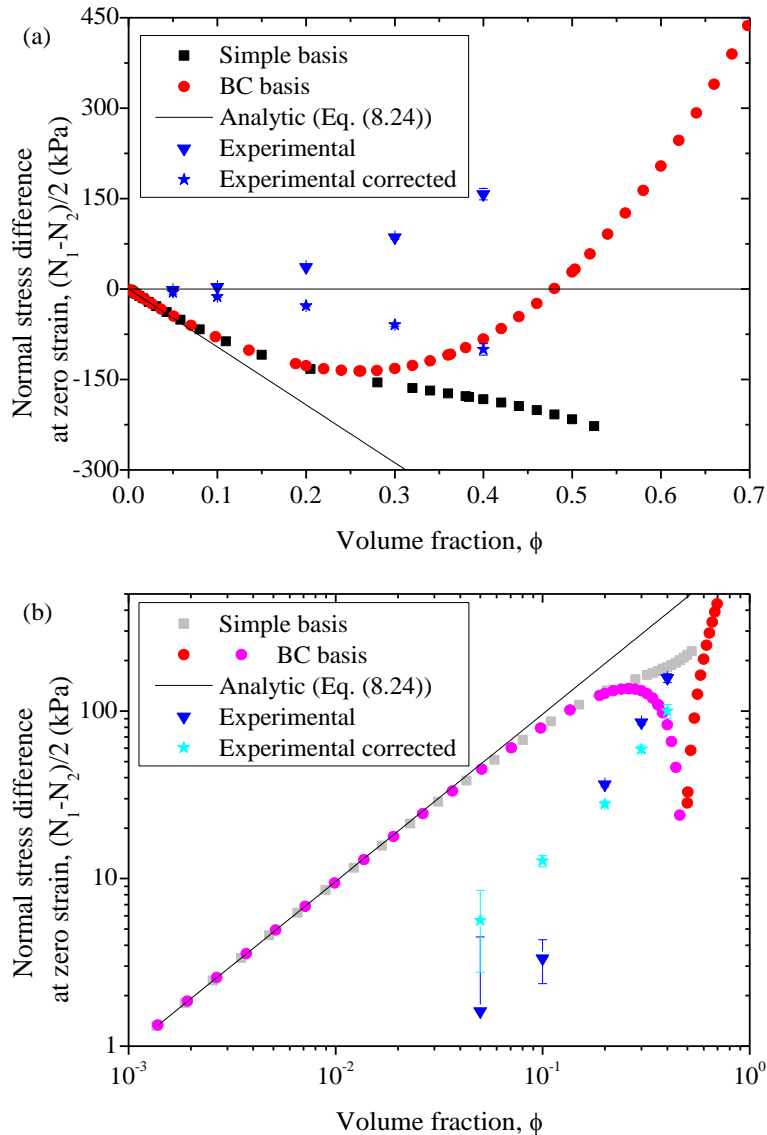 (a)
450
300
150
0
-150
-300
Normal stress difference
at zero strain, (N₁-N₂)/2 (kPa)
Simple basis
BC basis
Analytic (Eq. (8.24))
Experimental
Experimental corrected
0.0 0.1 0.2 0.3 0.4 0.5 0.6 0.7
Volume fraction, ϕ
(b)
100
10
1
Normal stress difference
at zero strain, (N₁-N₂)/2 (kPa)
Simple basis
BC basis
Analytic (Eq. (8.24))
Experimental
Experimental corrected
10⁻³ 10⁻² 10⁻¹ 10⁰
Volume fraction, ϕ